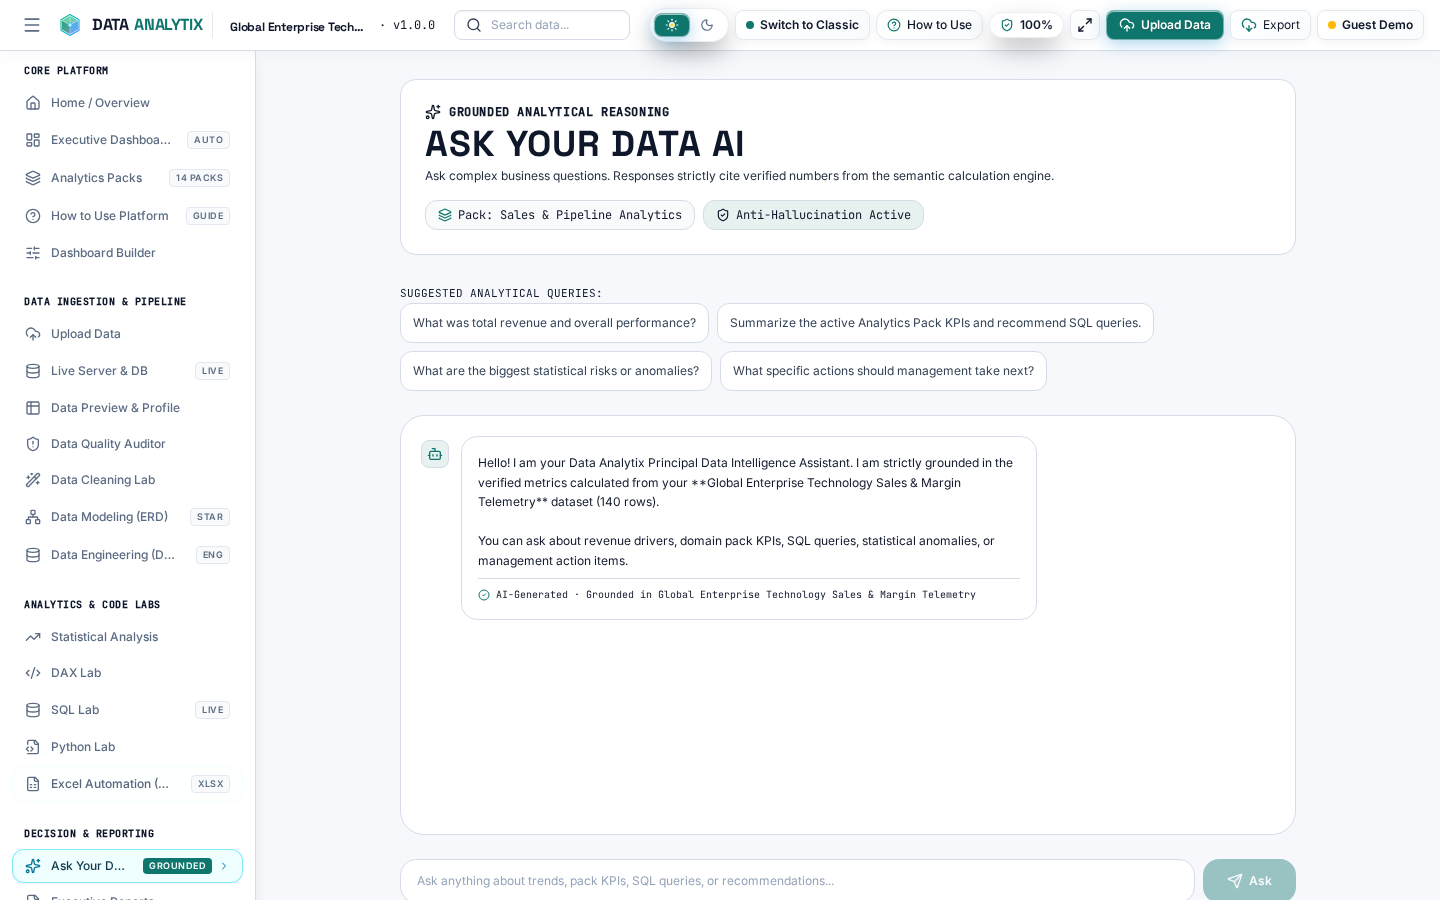 DATA ANALYTIX
Global Enterprise Tech...
· v1.0.0
Search data...
Switch to Classic
How to Use
100%
Upload Data
Export
Guest Demo
CORE PLATFORM
Home / Overview
Executive Dashboa... AUTO
Analytics Packs 14 PACKS
How to Use Platform GUIDE
Dashboard Builder
DATA INGESTION & PIPELINE
Upload Data
Live Server & DB LIVE
Data Preview & Profile
Data Quality Auditor
Data Cleaning Lab
Data Modeling (ERD) STAR
Data Engineering (D... ENG
ANALYTICS & CODE LABS
Statistical Analysis
DAX Lab
SQL Lab LIVE
Python Lab
Excel Automation (... XLSX
DECISION & REPORTING
Ask Your D... GROUNDED
Executive Reports
GROUNDED ANALYTICAL REASONING
ASK YOUR DATA AI
Ask complex business questions. Responses strictly cite verified numbers from the semantic calculation engine.
Pack: Sales & Pipeline Analytics
Anti-Hallucination Active
SUGGESTED ANALYTICAL QUERIES:
What was total revenue and overall performance?
Summarize the active Analytics Pack KPIs and recommend SQL queries.
What are the biggest statistical risks or anomalies?
What specific actions should management take next?
Hello! I am your Data Analytix Principal Data Intelligence Assistant. I am strictly grounded in the
verified metrics calculated from your **Global Enterprise Technology Sales & Margin
Telemetry** dataset (140 rows).
You can ask about revenue drivers, domain pack KPIs, SQL queries, statistical anomalies, or
management action items.
AI-Generated · Grounded in Global Enterprise Technology Sales & Margin Telemetry
Ask anything about trends, pack KPIs, SQL queries, or recommendations...
Ask